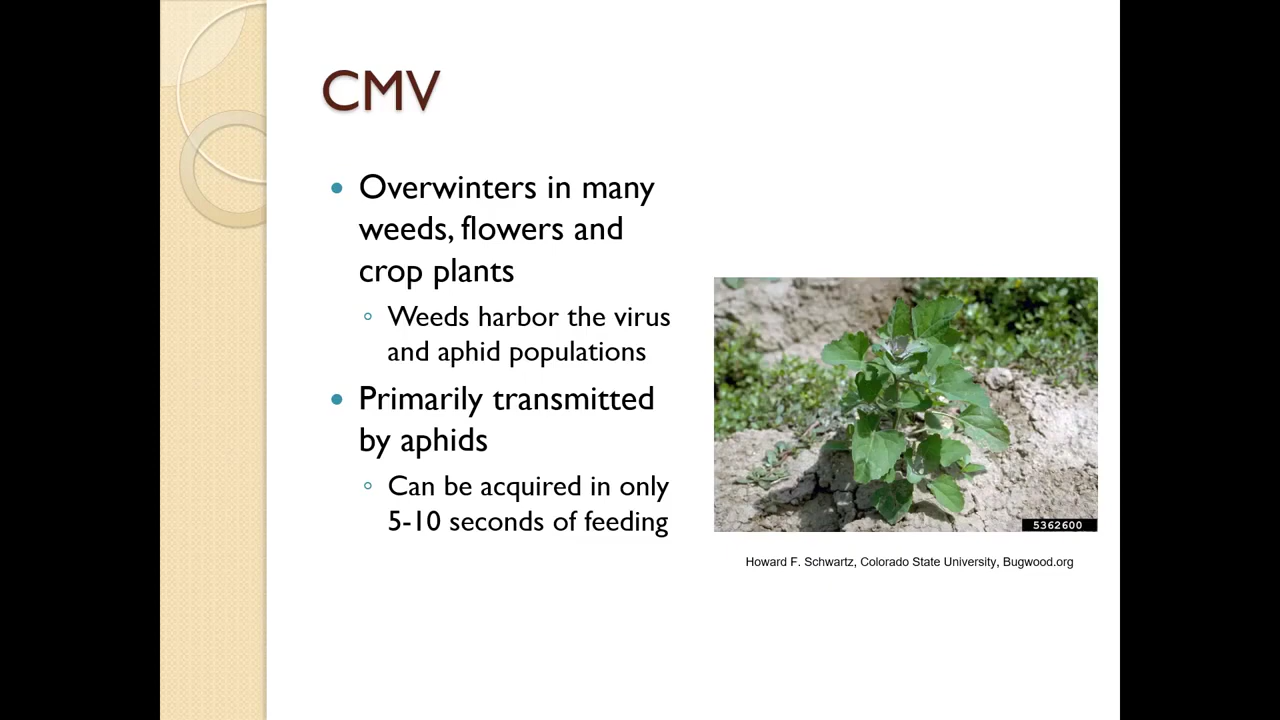 CMV
• Overwinters in many
weeds, flowers and
crop plants
◦ Weeds harbor the virus
and aphid populations
• Primarily transmitted
by aphids
◦ Can be acquired in only
5-10 seconds of feeding
5362600
Howard F. Schwartz, Colorado State University, Bugwood.org